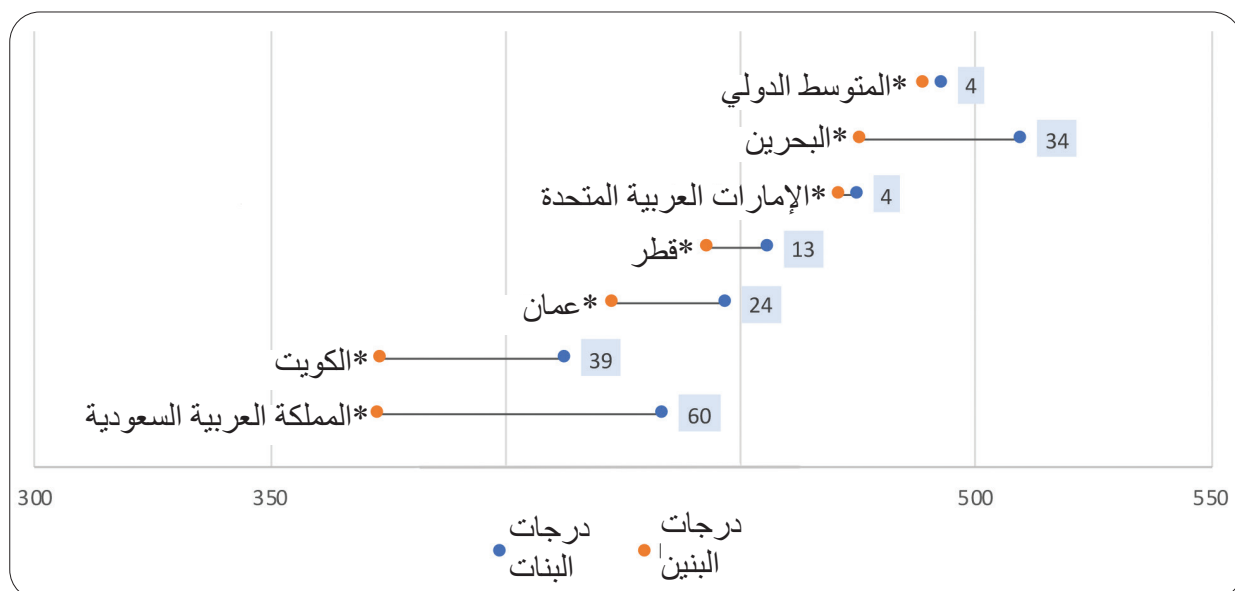 *المتوسط الدولي 4
*البحرين 34
*الإمارات العربية المتحدة 4
*قطر 13
*عمان 24
*الكويت 39
*المملكة العربية السعودية 60
300 350 500 550
درجات البنات
درجات البنين